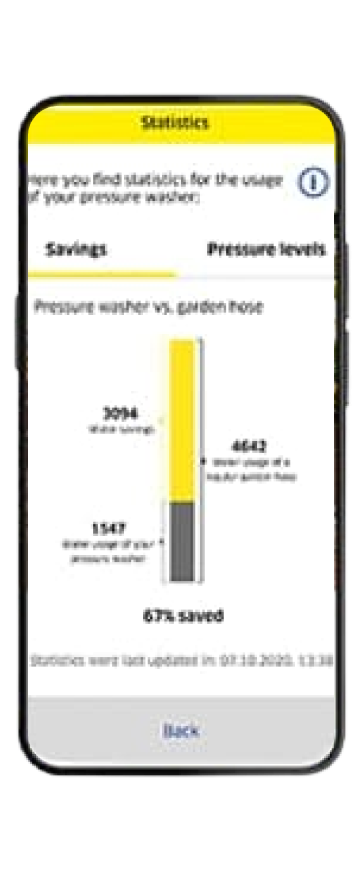 Statistics
Here you find statistics for the usage
of your pressure washer:
Savings
Pressure levels
Pressure washer vs. garden hose
3094
Water savings
4642
Water usage of a
regular garden hose
1547
Water usage of your
pressure washer
67% saved
Statistics were last updated in: 07.10.2020, 13:38
Back